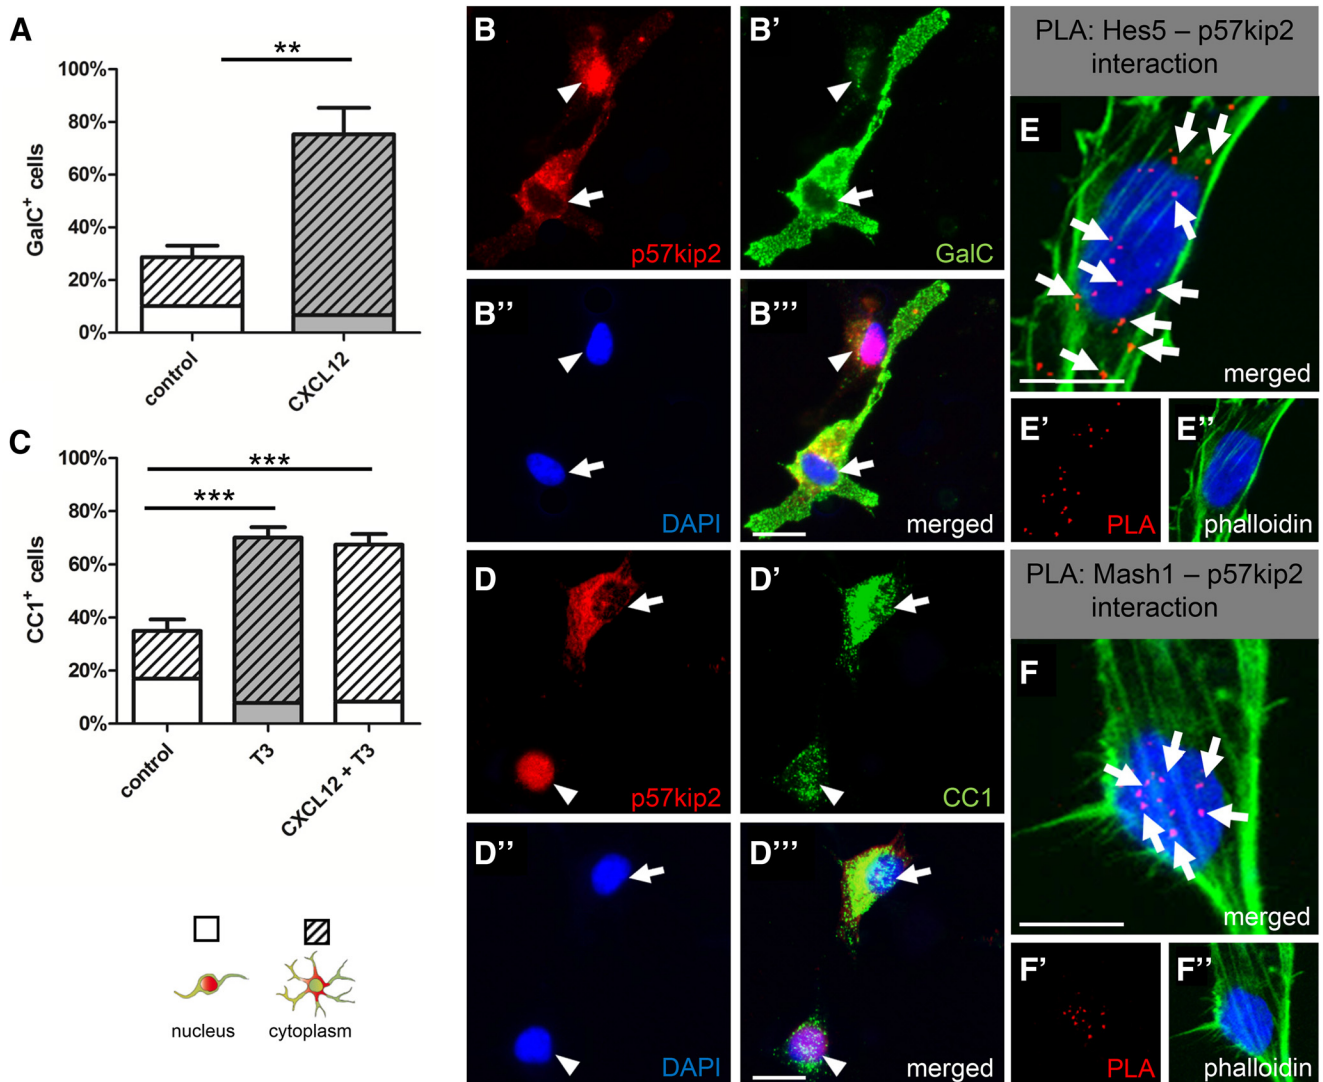 A
**
100%
80%
60%
40%
20%
0%
GalC+ cells
control
CXCL12
C
***
***
100%
80%
60%
40%
20%
0%
CC1+ cells
control
T3
CXCL12 + T3
nucleus
cytoplasm
B
p57kip2
B’
GalC
B’’
DAPI
B’’’
merged
D
p57kip2
D’
CC1
D’’
DAPI
D’’’
merged
PLA: Hes5 – p57kip2
interaction
E
merged
E’
PLA
E’’
phalloidin
PLA: Mash1 – p57kip2
interaction
F
merged
F’
PLA
F’’
phalloidin